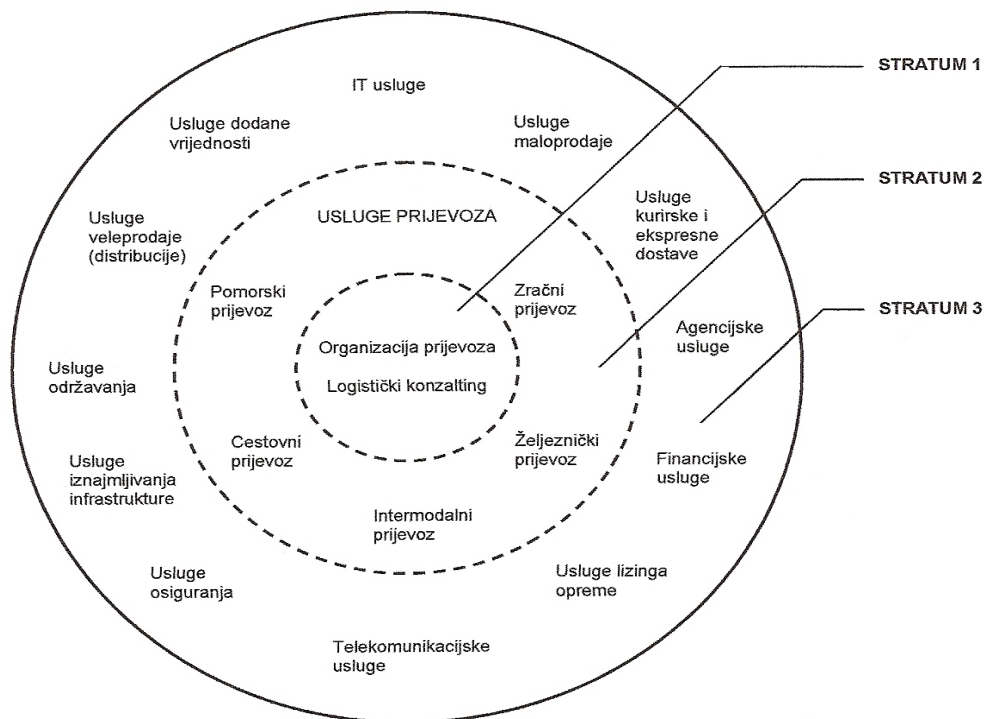 STRATUM 1
IT usluge
Usluge dodane
vrijednosti
Usluge
maloprodaje
STRATUM 2
Usluge
kurirske i
ekspresne
dostave
USLUGE PRIJEVOZA
Usluge
veleprodaje
(distribucije)
Pomorski
prijevoz
Zračni
prijevoz
STRATUM 3
Agencijske
usluge
Organizacija prijevoza
Logistički konzalting
Usluge
održavanja
Cestovni
prijevoz
Željeznički
prijevoz
Financijske
usluge
Usluge
iznajmljivanja
infrastrukture
Intermodalni
prijevoz
Usluge
osiguranja
Usluge lizinga
opreme
Telekomunikacijske
usluge